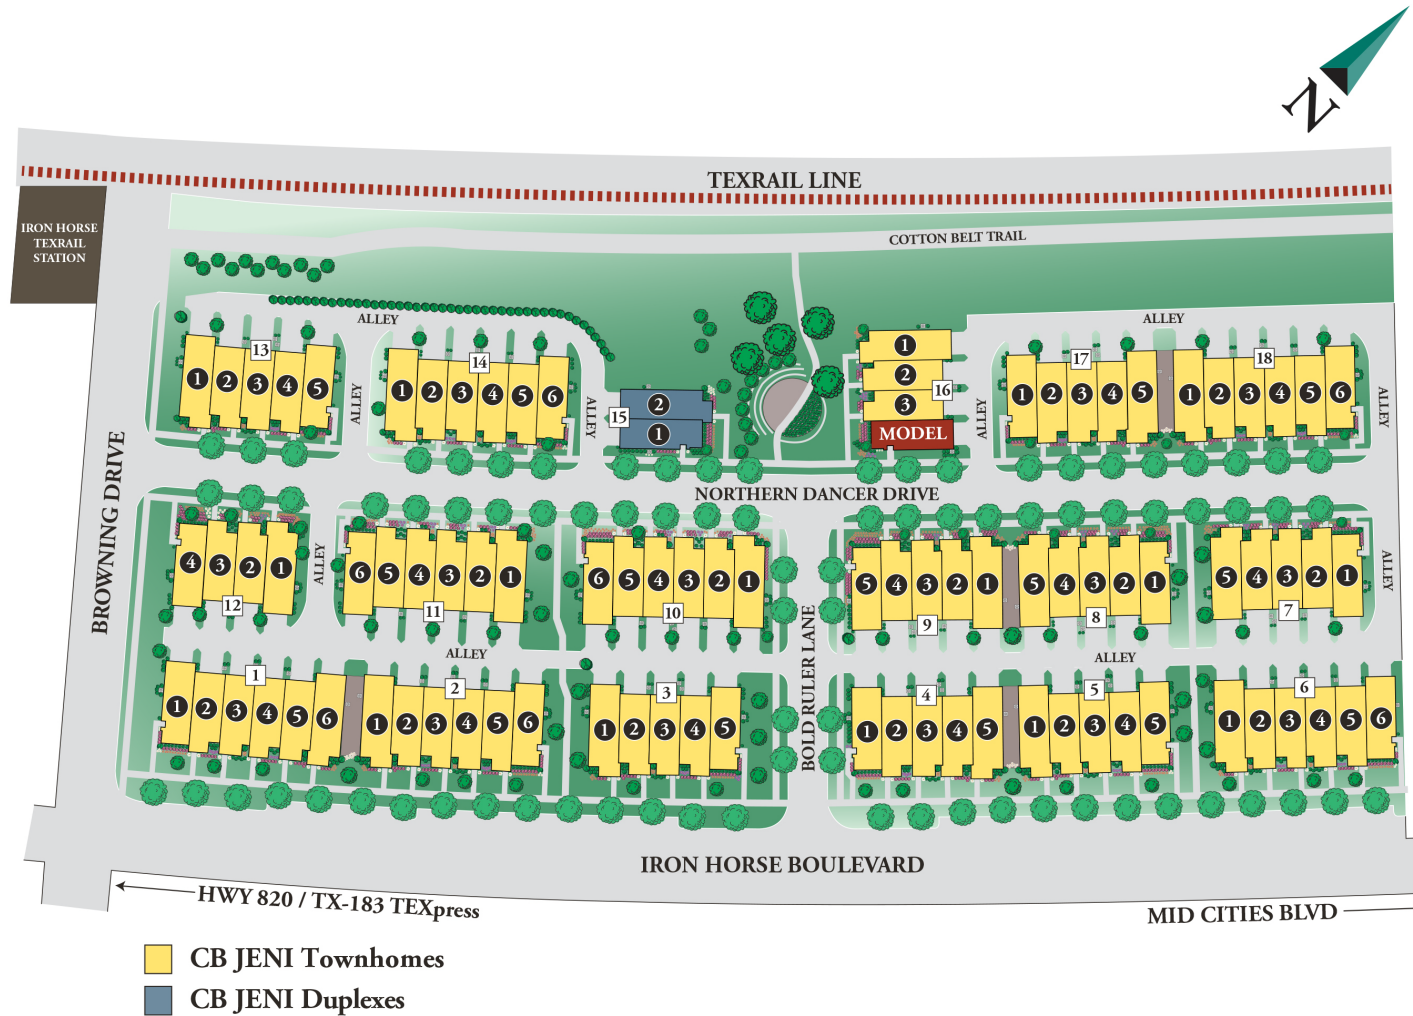 N
TEXRAIL LINE
IRON HORSE
TEXRAIL
STATION
COTTON BELT TRAIL
ALLEY
ALLEY
13
14
17
18
1 2 3 4 5
1 2 3 4 5 6
ALLEY
ALLEY
15
2
1
1
2
3
16
MODEL
ALLEY
1 2 3 4 5
1 2 3 4 5 6
ALLEY
BROWNING DRIVE
NORTHERN DANCER DRIVE
4 3 2 1
12
ALLEY
6 5 4 3 2 1
11
6 5 4 3 2 1
10
5 4 3 2 1
9
5 4 3 2 1
8
5 4 3 2 1
7
ALLEY
ALLEY
BOLD RULER LANE
ALLEY
1
1 2 3 4 5 6
2
1 2 3 4 5 6
3
1 2 3 4 5
4
1 2 3 4 5
5
1 2 3 4 5
6
1 2 3 4 5 6
IRON HORSE BOULEVARD
HWY 820 / TX-183 TEXpress
MID CITIES BLVD
CB JENI Townhomes
CB JENI Duplexes